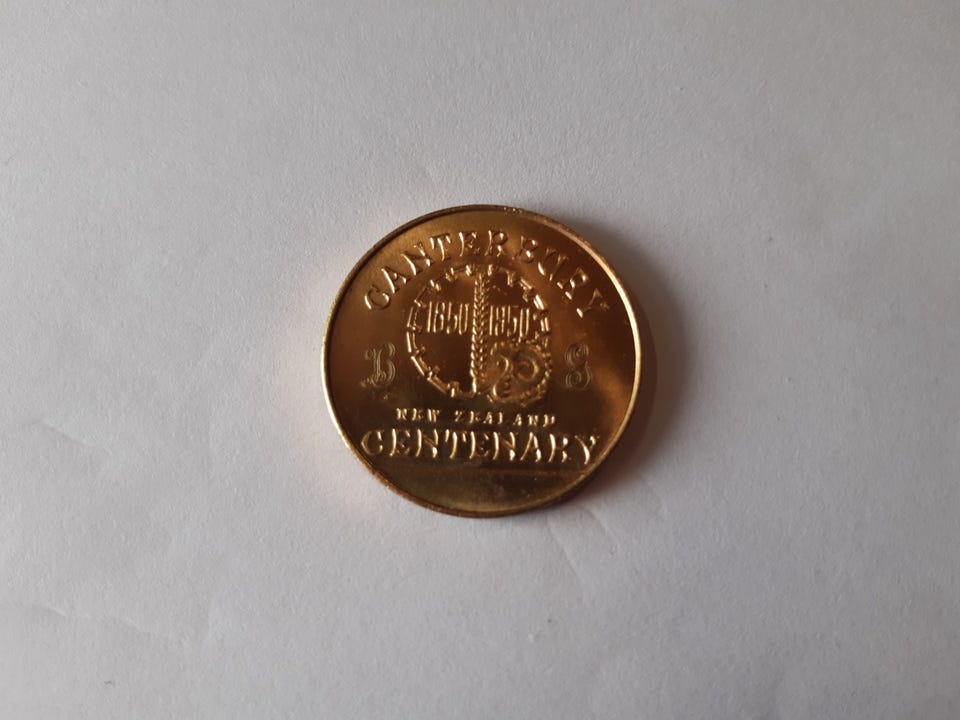 CANTERBURY
1850 1950
B S
NEW ZEALAND
CENTENARY